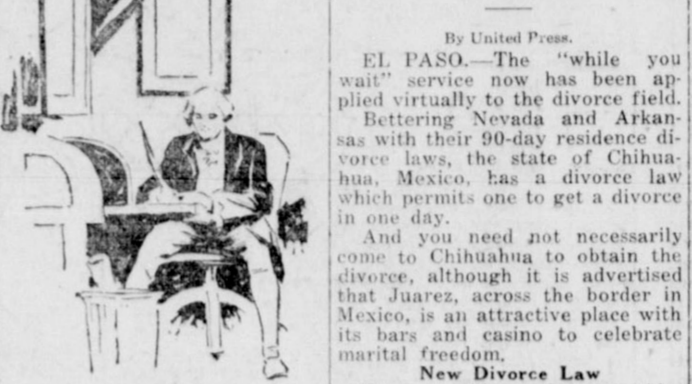 By United Press.
EL PASO.—The "while you
wait" service now has been ap-
plied virtually to the divorce field.
Bettering Nevada and Arkan-
sas with their 90-day residence di-
vorce laws, the state of Chihua-
hua, Mexico, has a divorce law
which permits one to get a divorce
in one day.
And you need not necessarily
come to Chihuahua to obtain the
divorce, although it is advertised
that Juarez, across the border in
Mexico, is an attractive place with
its bars and casino to celebrate
marital freedom.
New Divorce Law